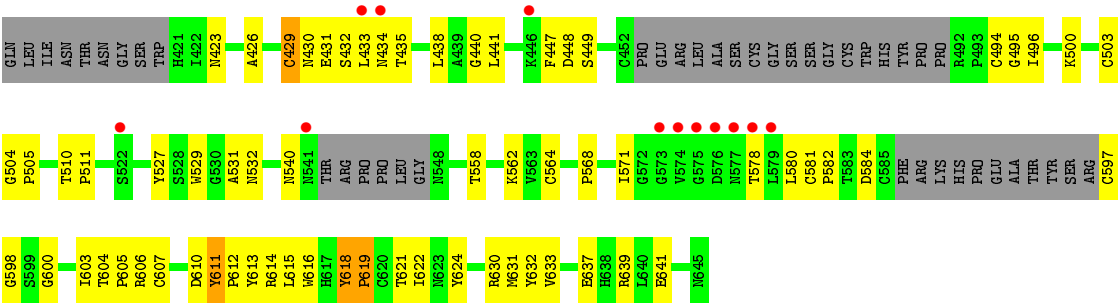 GLN LEU ILE ASN THR ASN GLY SER TRP H421 I422 N423 A426 C429 N430 E431 S432 L433 N434 T435 L438 A439 G440 L441 K446 F447 D448 S449 C452 PRO GLU ARG LEU ALA SER CYS GLY SER SER GLY CYS TRP HIS TYR PRO PRO R492 P493 C494 G495 I496 K500 C503
G504 P505 T510 P511 S522 Y527 S528 W529 G530 A531 N532 N540 N541 THR ARG PRO PRO LEU GLY N548 T558 K562 V563 C564 P568 I571 G572 G573 V574 G575 D576 N577 T578 L579 L580 C581 P582 T583 D584 C585 PHE ARG LYS HIS PRO GLU ALA THR TYR SER ARG C597
G598 S599 G600 I603 T604 P605 R606 C607 D610 Y611 P612 Y613 R614 L615 W616 H617 Y618 P619 C620 T621 I622 N623 Y624 R630 M631 Y632 V633 E637 H638 R639 L640 E641 N645